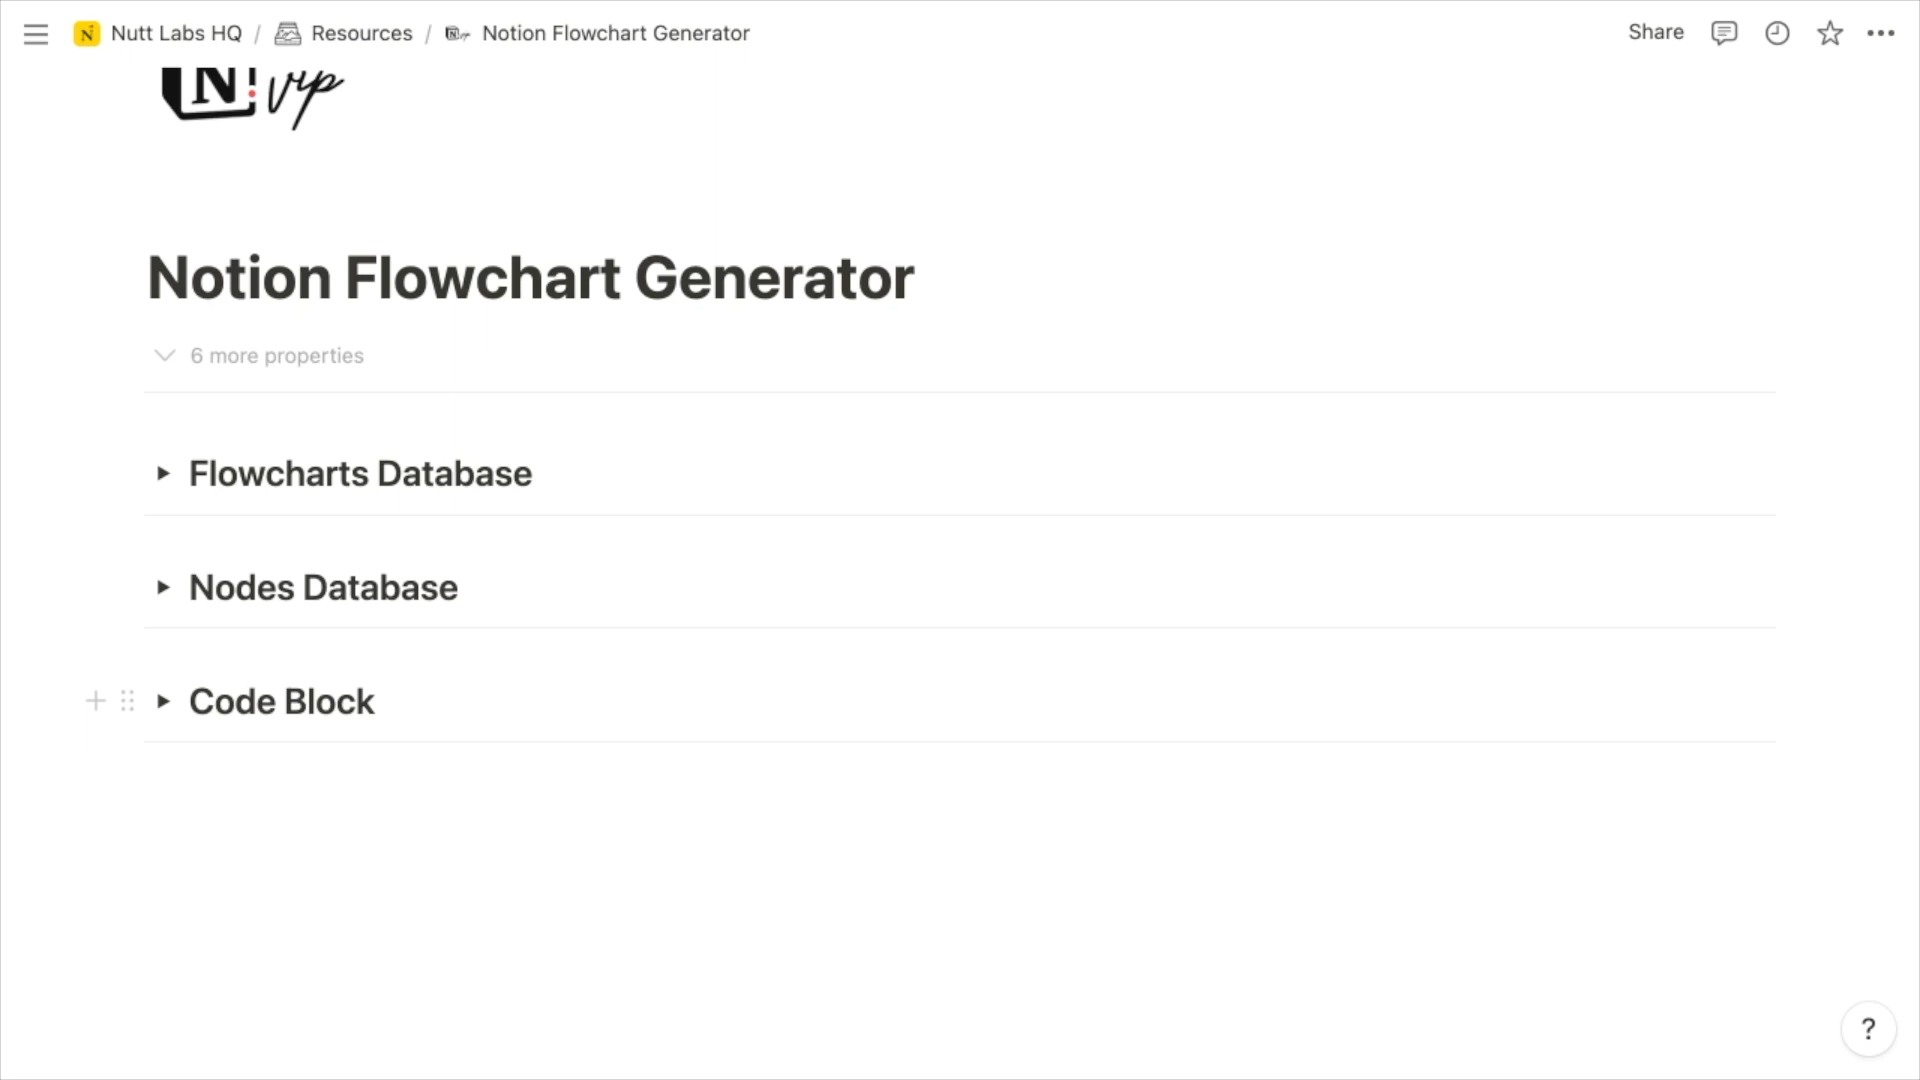 Nutt Labs HQ / Resources / Notion Flowchart Generator
Share
N! vip
Notion Flowchart Generator
6 more properties
Flowcharts Database
Nodes Database
Code Block
?